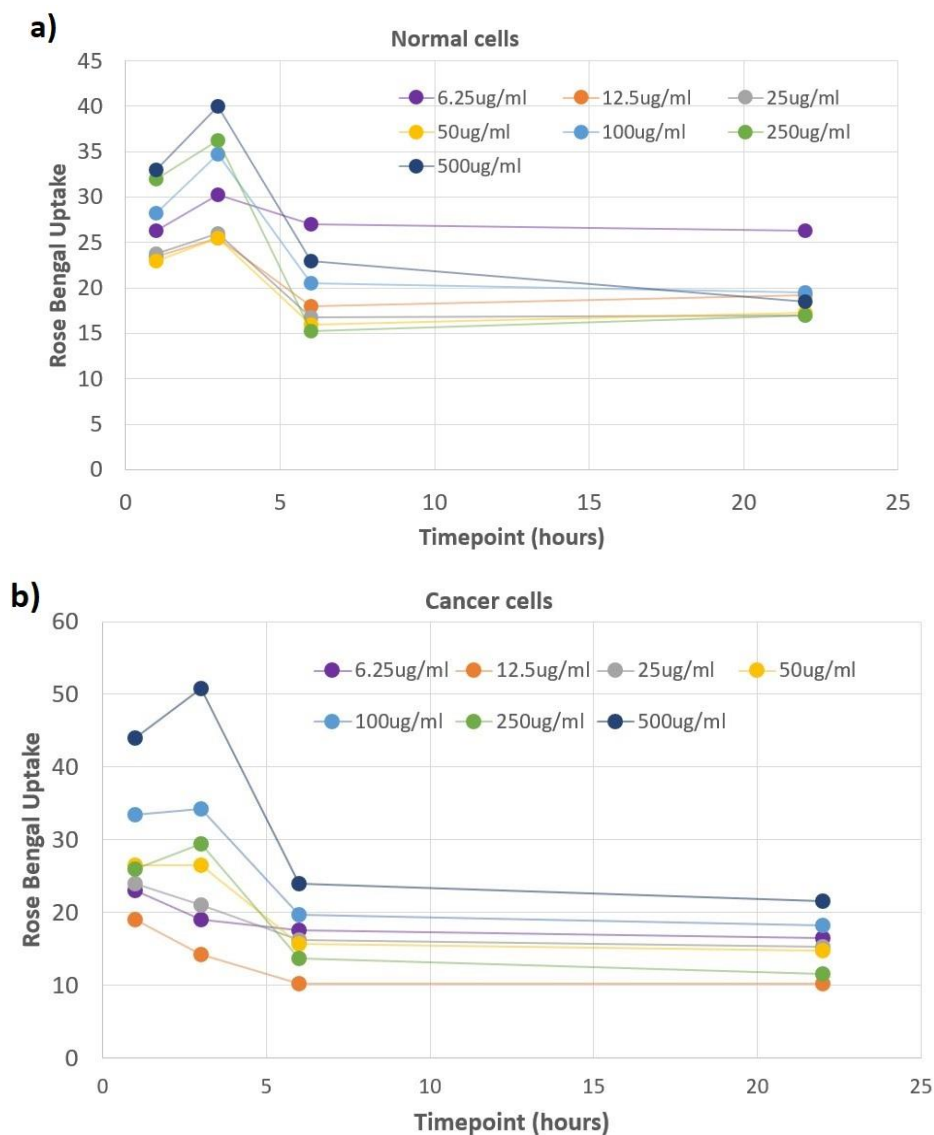 a)
Normal cells
45
40
35
30
25
20
15
10
5
0
Rose Bengal Uptake
6.25ug/ml 12.5ug/ml 25ug/ml
50ug/ml 100ug/ml 250ug/ml
500ug/ml
0 5 10 15 20 25
Timepoint (hours)
b)
Cancer cells
60
50
40
30
20
10
0
Rose Bengal Uptake
6.25ug/ml 12.5ug/ml 25ug/ml 50ug/ml
100ug/ml 250ug/ml 500ug/ml
0 5 10 15 20 25
Timepoint (hours)